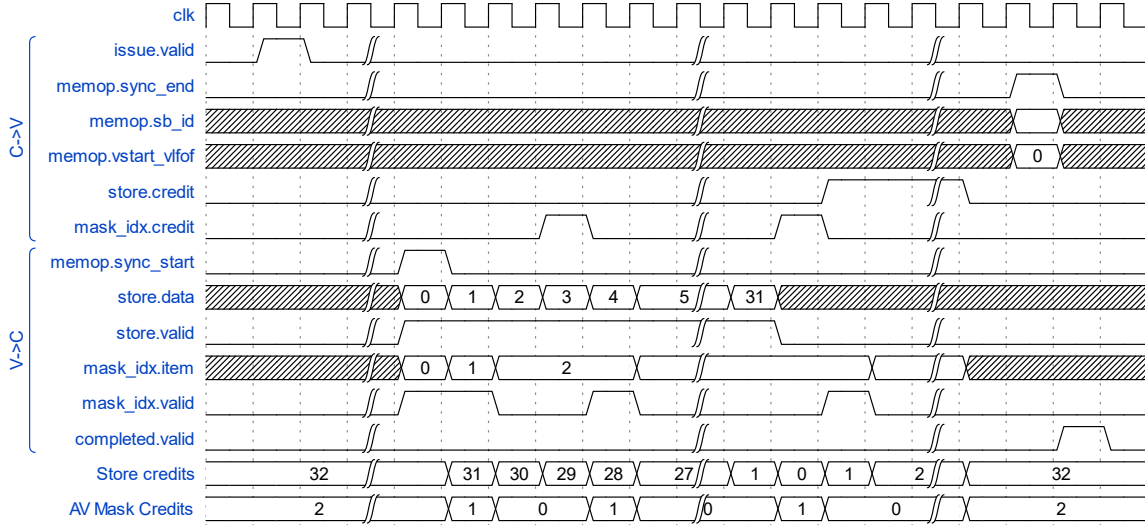 clk
C->V
issue.valid
memop.sync_end
memop.sb_id
memop.vstart_vlfof 0
store.credit
mask_idx.credit
V->C
memop.sync_start
store.data 0 1 2 3 4 5 31
store.valid
mask_idx.item 0 1 2
mask_idx.valid
completed.valid
Store credits 32 31 30 29 28 27 1 0 1 2 32
AV Mask Credits 2 1 0 1 0 1 0 2